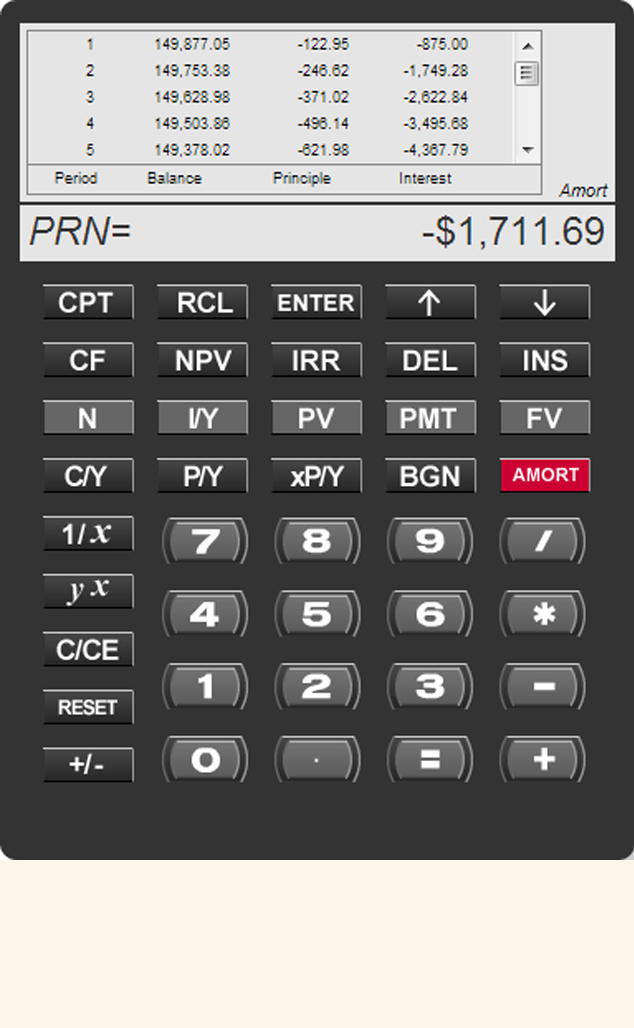 1 149,877.05 -122.95 -875.00
2 149,753.38 -246.62 -1,749.28
3 149,628.98 -371.02 -2,622.84
4 149,503.86 -496.14 -3,495.68
5 149,378.02 -621.98 -4,367.79
Period Balance Principle Interest
Amort
PRN= -$1,711.69
CPT RCL ENTER ↑ ↓
CF NPV IRR DEL INS
N I/Y PV PMT FV
C/Y P/Y xP/Y BGN AMORT
1/x 7 8 9 /
y x 4 5 6 *
C/CE
RESET 1 2 3 -
+/- 0 . = +